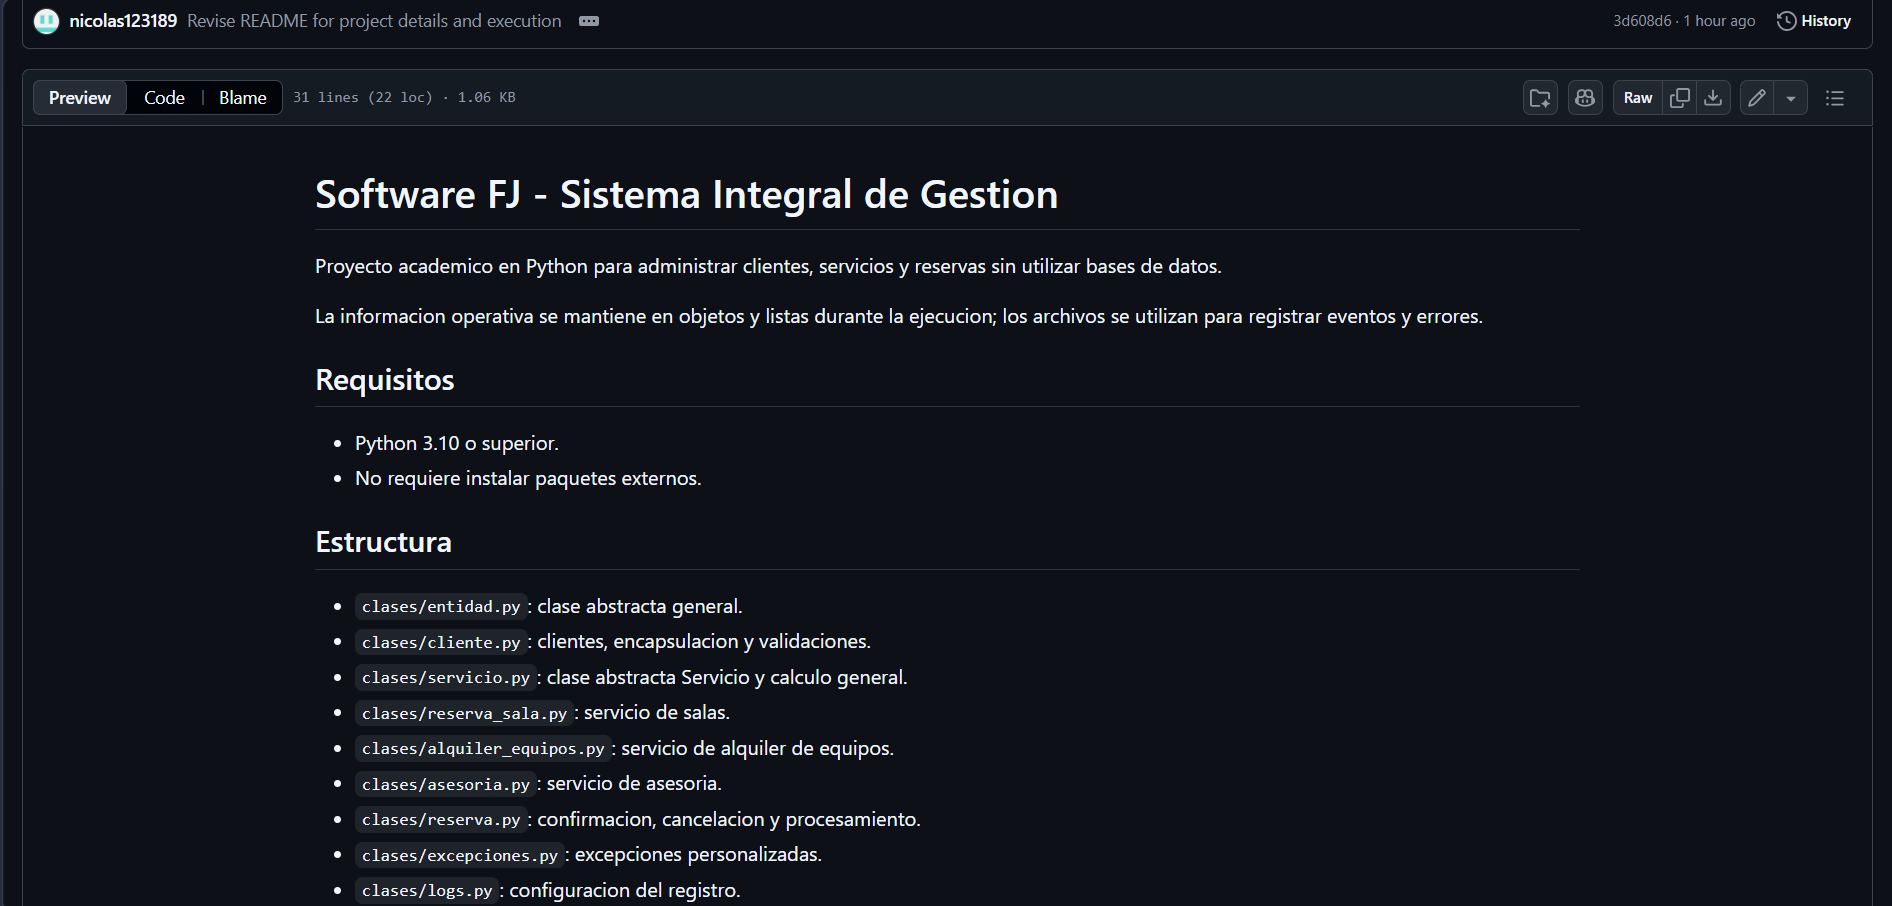 nicolas123189 Revise README for project details and execution 3d608d6 · 1 hour ago History
Preview Code Blame 31 lines (22 loc) · 1.06 KB Raw
Software FJ - Sistema Integral de Gestion
Proyecto academico en Python para administrar clientes, servicios y reservas sin utilizar bases de datos.
La informacion operativa se mantiene en objetos y listas durante la ejecucion; los archivos se utilizan para registrar eventos y errores.
Requisitos
• Python 3.10 o superior.
• No requiere instalar paquetes externos.
Estructura
• clases/entidad.py: clase abstracta general.
• clases/cliente.py: clientes, encapsulacion y validaciones.
• clases/servicio.py: clase abstracta Servicio y calculo general.
• clases/reserva_sala.py: servicio de salas.
• clases/alquiler_equipos.py: servicio de alquiler de equipos.
• clases/asesoria.py: servicio de asesoria.
• clases/reserva.py: confirmacion, cancelacion y procesamiento.
• clases/excepciones.py: excepciones personalizadas.
• clases/logs.py: configuracion del registro.